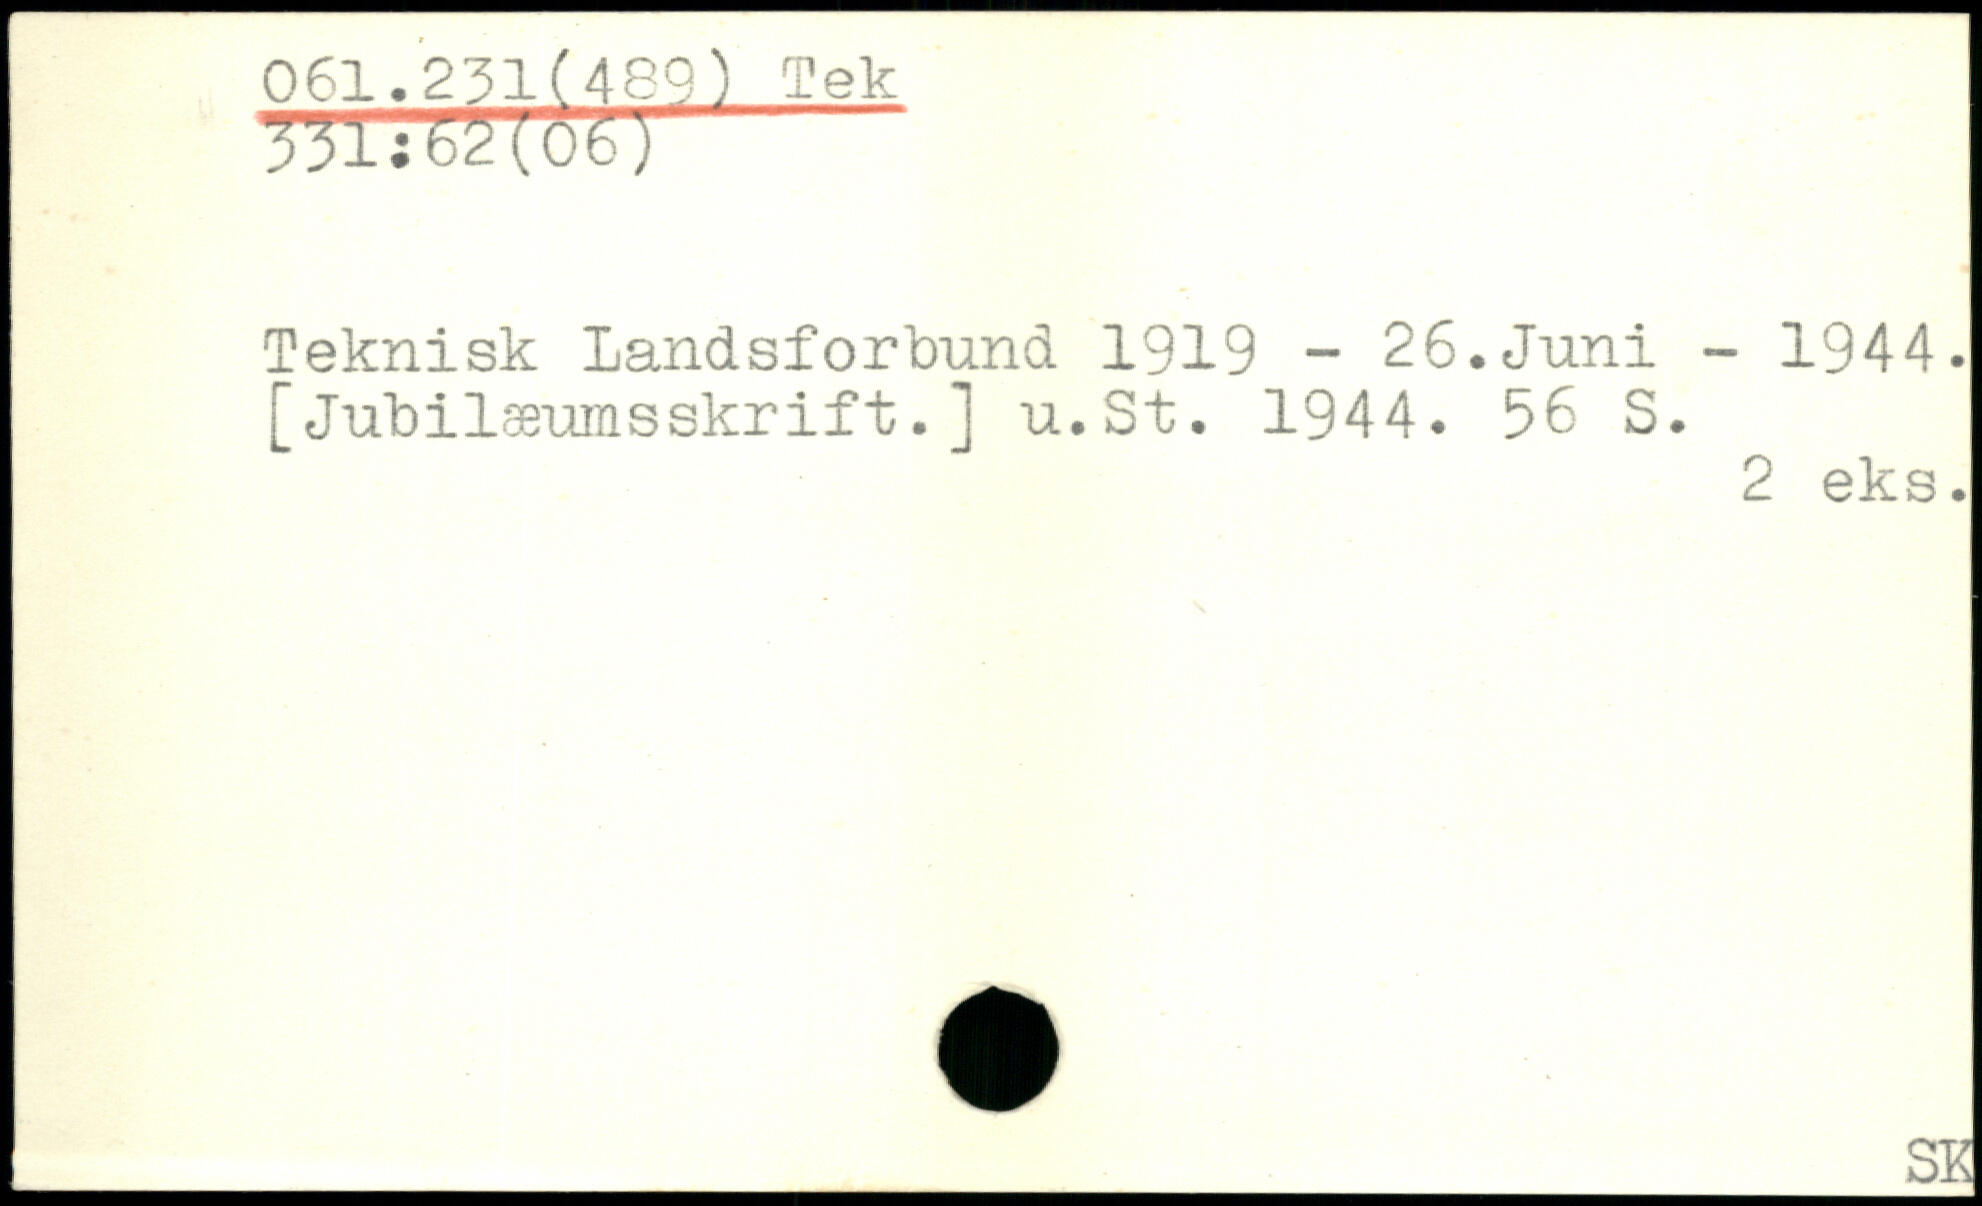 061.231(489) Tek
331:62(06)
Teknisk Landsforbund 1919 - 26.Juni - 1944.
[Jubilæumsskrift.] u.St. 1944. 56 S.
2 eks.
SK